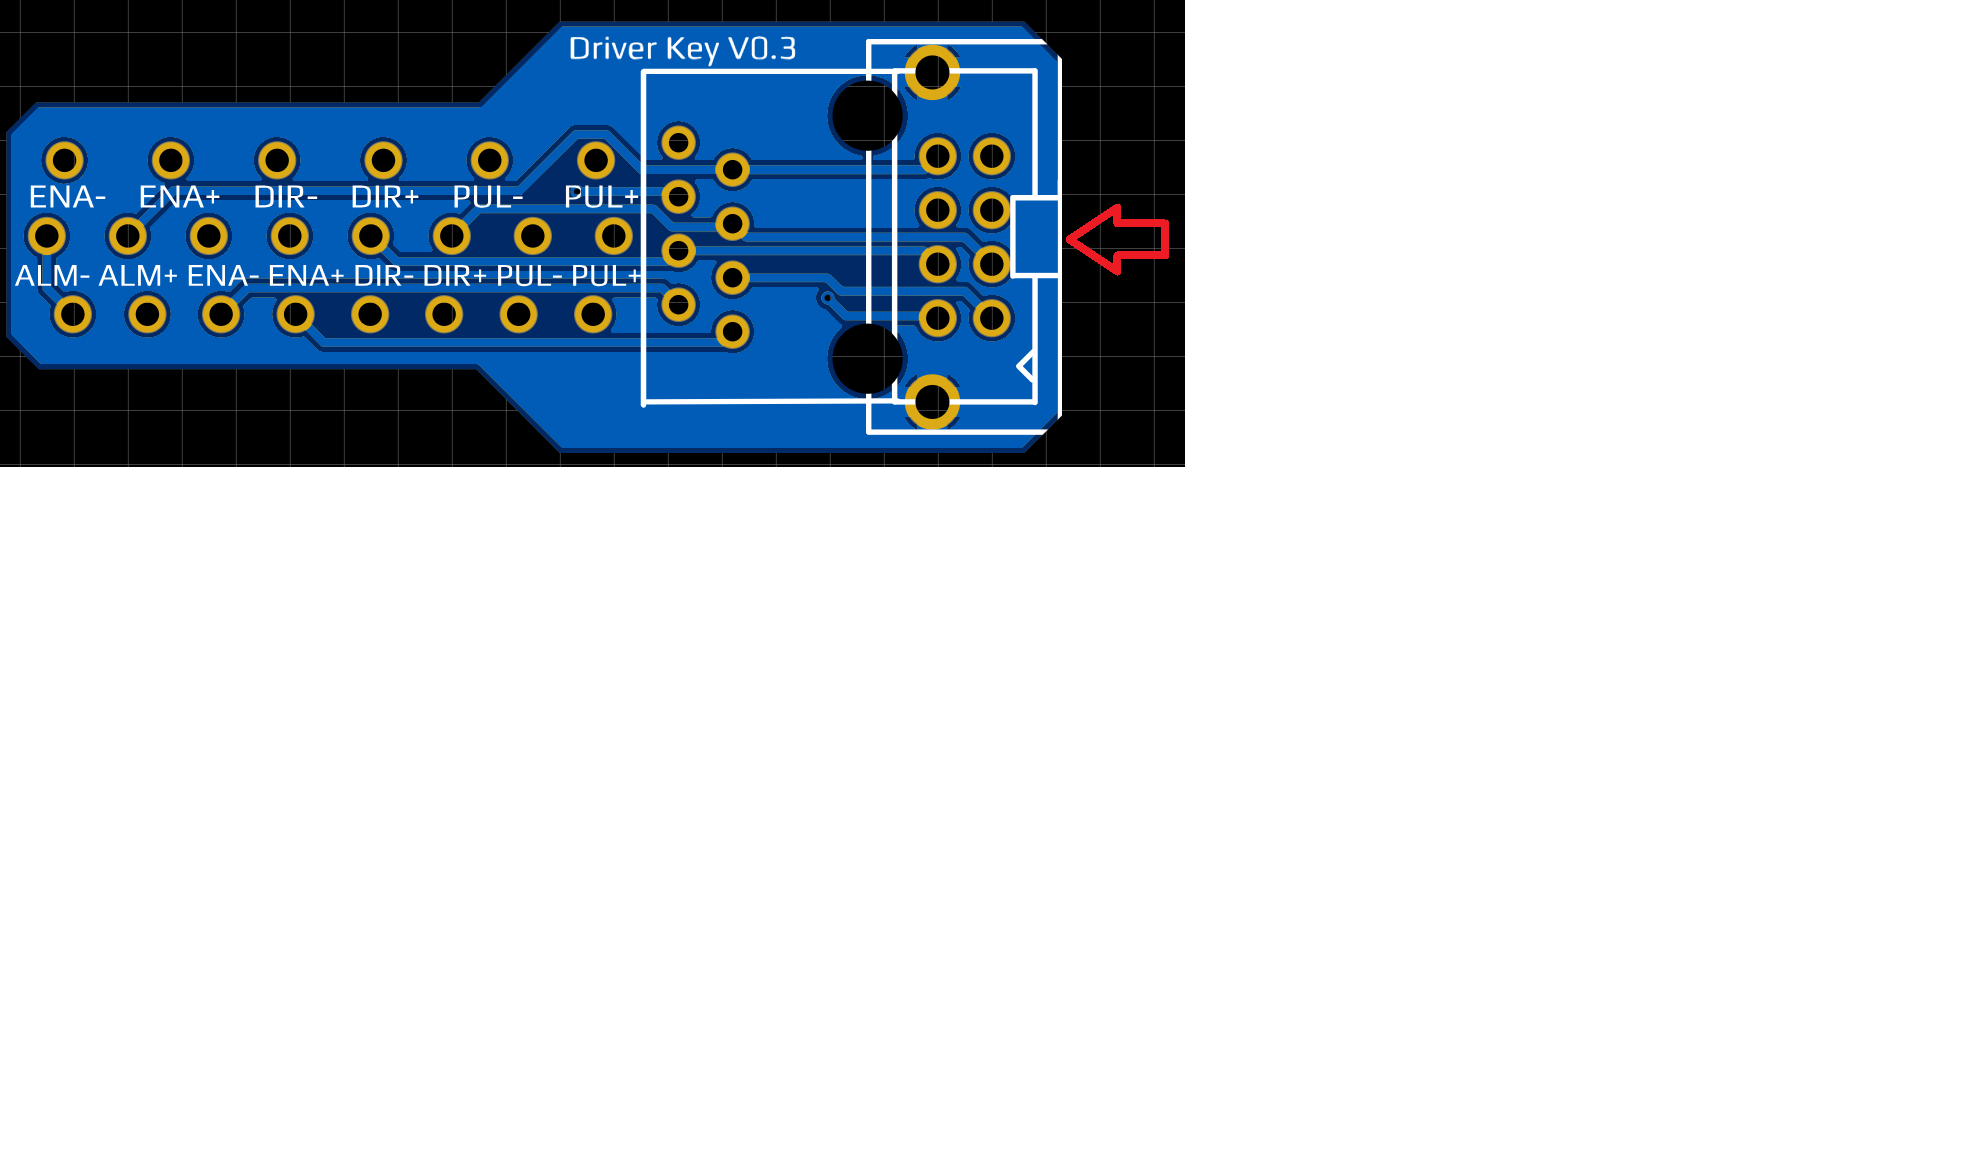 Driver Key V0.3
ENA- ENA+ DIR- DIR+ PUL- PUL+
ALM- ALM+ ENA- ENA+ DIR- DIR+ PUL- PUL+